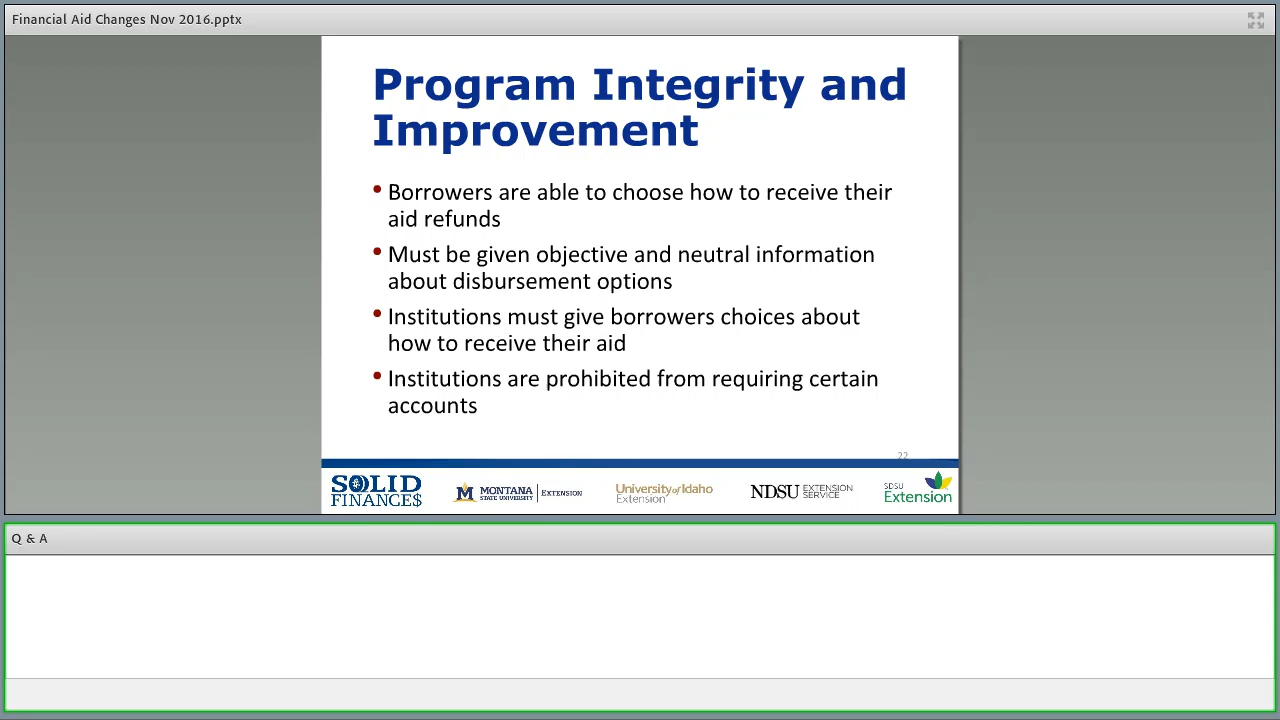 Financial Aid Changes Nov 2016.pptx
Program Integrity and
Improvement
• Borrowers are able to choose how to receive their
aid refunds
• Must be given objective and neutral information
about disbursement options
• Institutions must give borrowers choices about
how to receive their aid
• Institutions are prohibited from requiring certain
accounts
22
SOLID
FINANCE$
M MONTANA
STATE UNIVERSITY
EXTENSION
University of Idaho
Extension
NDSU EXTENSION
SERVICE
SDSU
Extension
Q & A